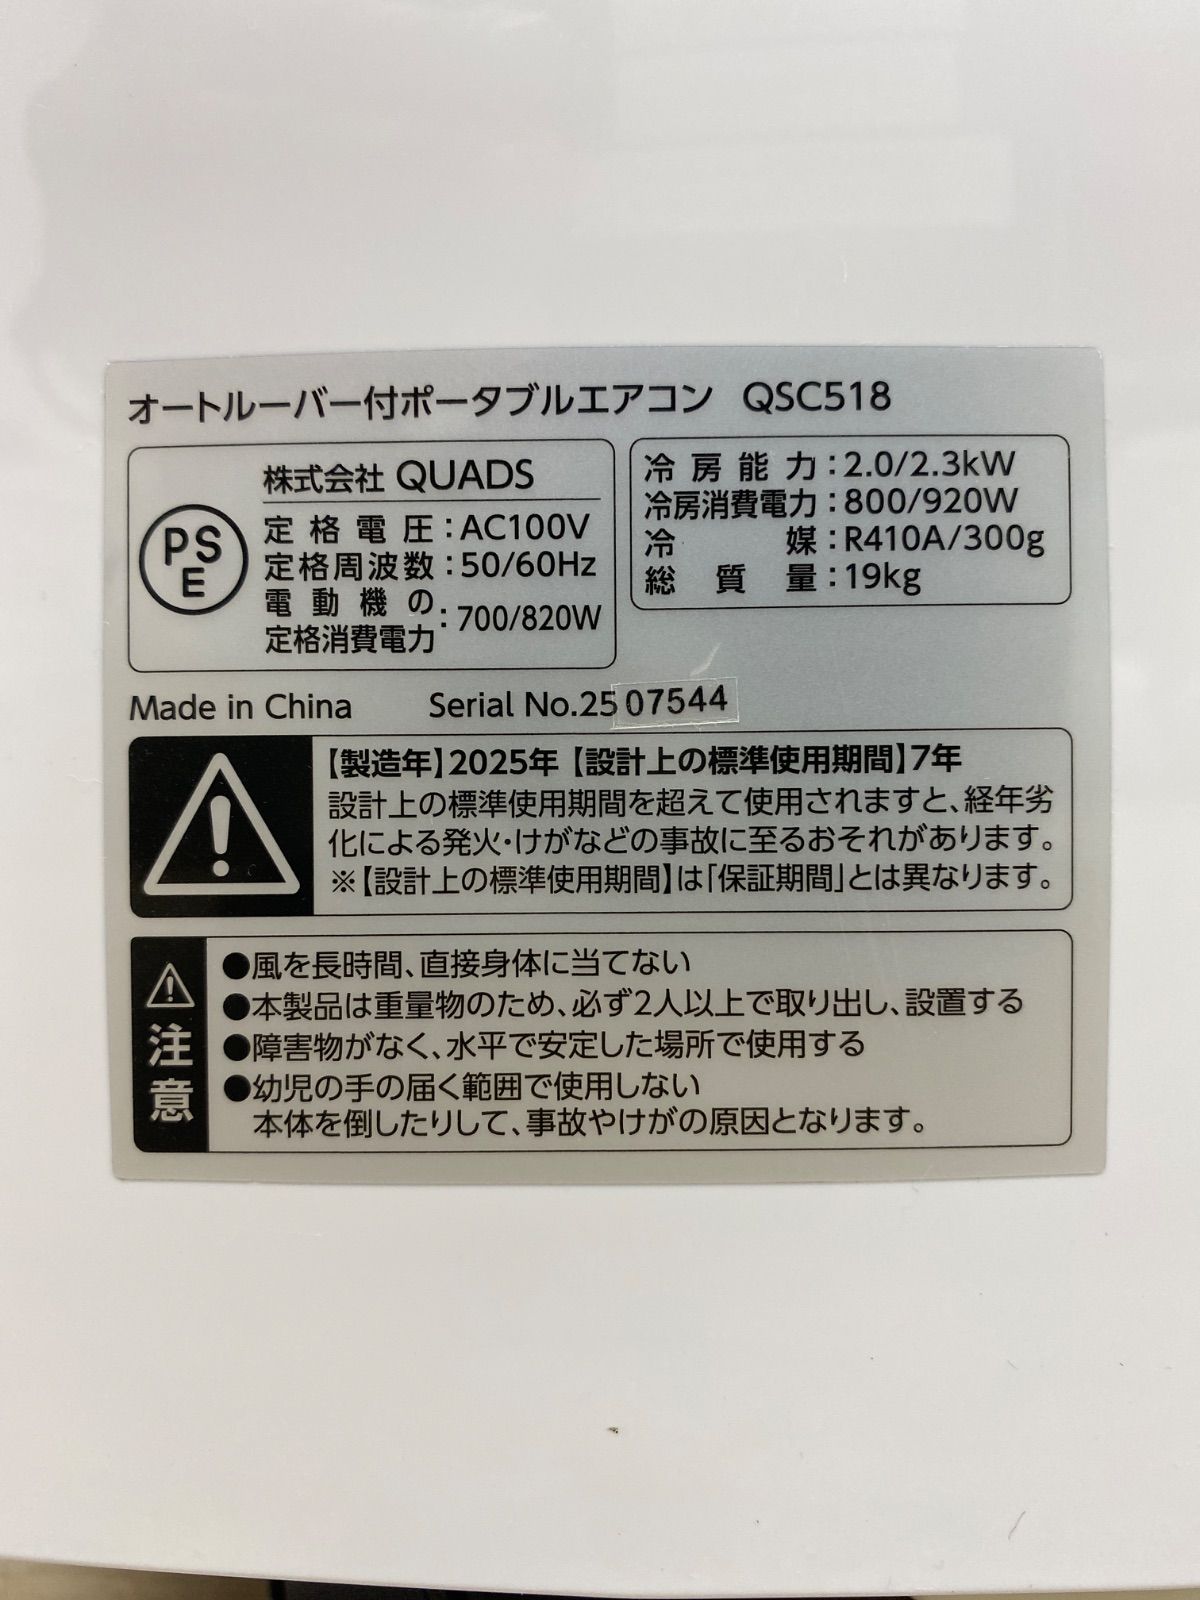 オートルーバー付ポータブルエアコン QSC518
PSE
株式会社 QUADS
定格電圧:AC100V
定格周波数:50/60Hz
電動機の
定格消費電力:700/820W
冷房能力:2.0/2.3kW
冷房消費電力:800/920W
冷媒:R410A/300g
総質量:19kg
Made in China Serial No.25 07544
【製造年】2025年【設計上の標準使用期間】7年
設計上の標準使用期間を超えて使用されますと、経年劣
化による発火・けがなどの事故に至るおそれがあります。
※【設計上の標準使用期間】は「保証期間」とは異なります。
注意
●風を長時間、直接身体に当てない
●本製品は重量物のため、必ず2人以上で取り出し、設置する
●障害物がなく、水平で安定した場所で使用する
●幼児の手の届く範囲で使用しない
本体を倒したりして、事故やけがの原因となります。